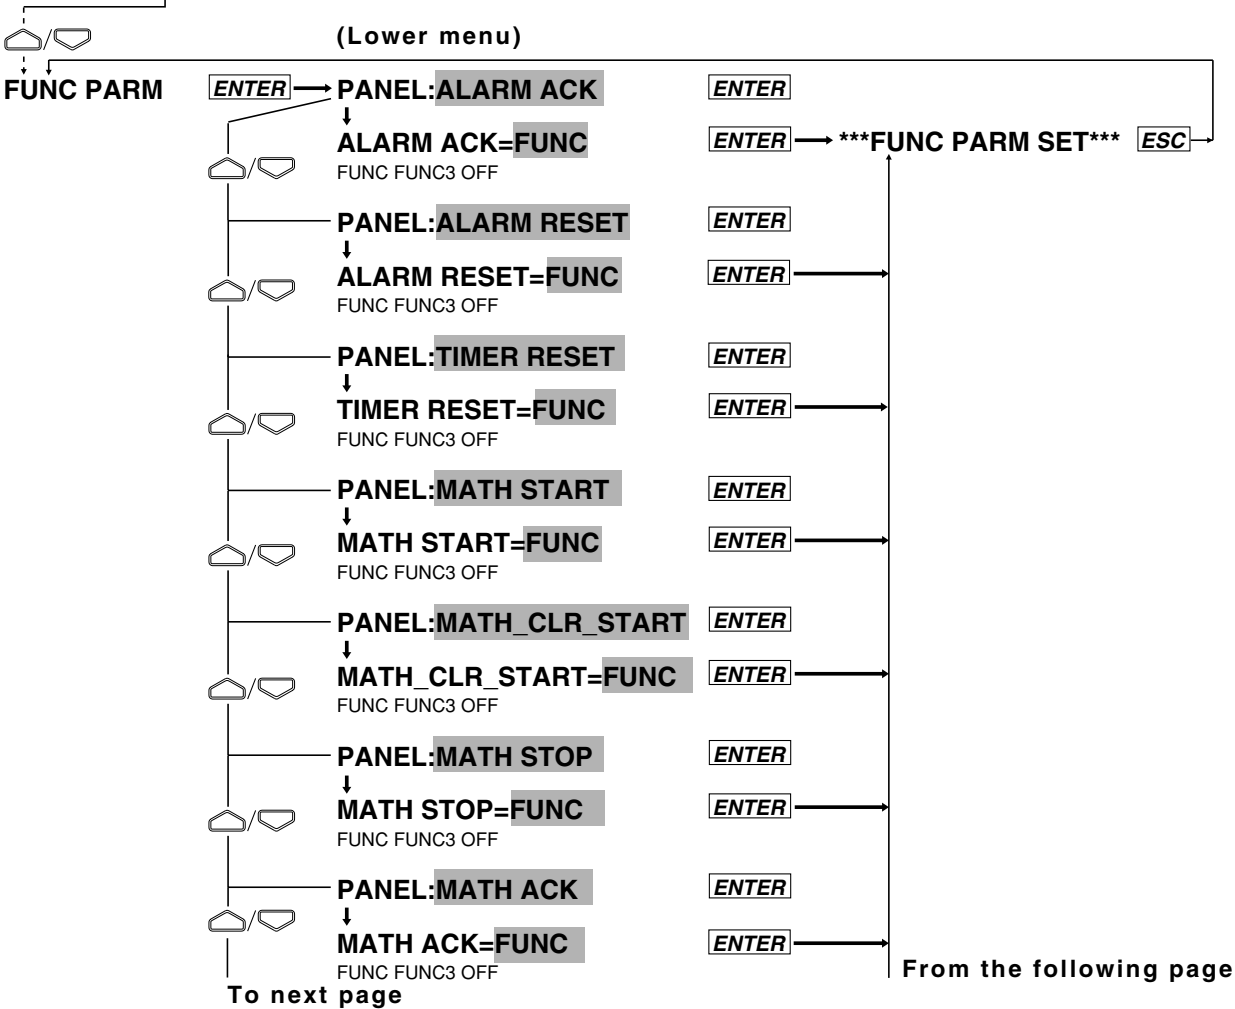 (Lower menu)
FUNC PARM ENTER PANEL:ALARM ACK ENTER
ALARM ACK=FUNC ENTER ***FUNC PARM SET*** ESC
FUNC FUNC3 OFF
PANEL:ALARM RESET ENTER
ALARM RESET=FUNC ENTER
FUNC FUNC3 OFF
PANEL:TIMER RESET ENTER
TIMER RESET=FUNC ENTER
FUNC FUNC3 OFF
PANEL:MATH START ENTER
MATH START=FUNC ENTER
FUNC FUNC3 OFF
PANEL:MATH_CLR_START ENTER
MATH_CLR_START=FUNC ENTER
FUNC FUNC3 OFF
PANEL:MATH STOP ENTER
MATH STOP=FUNC ENTER
FUNC FUNC3 OFF
PANEL:MATH ACK ENTER
MATH ACK=FUNC ENTER
FUNC FUNC3 OFF
From the following page
To next page